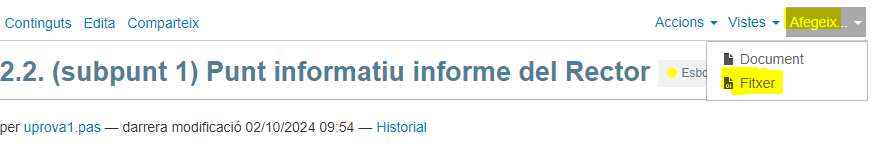 Continguts Edita Comparteix Accions Vistes Afegeix...
Document
2.2. (subpunt 1) Punt informatiu informe del Rector
Fitxer
per uprova1.pas — darrera modificació 02/10/2024 09:54 — Historial